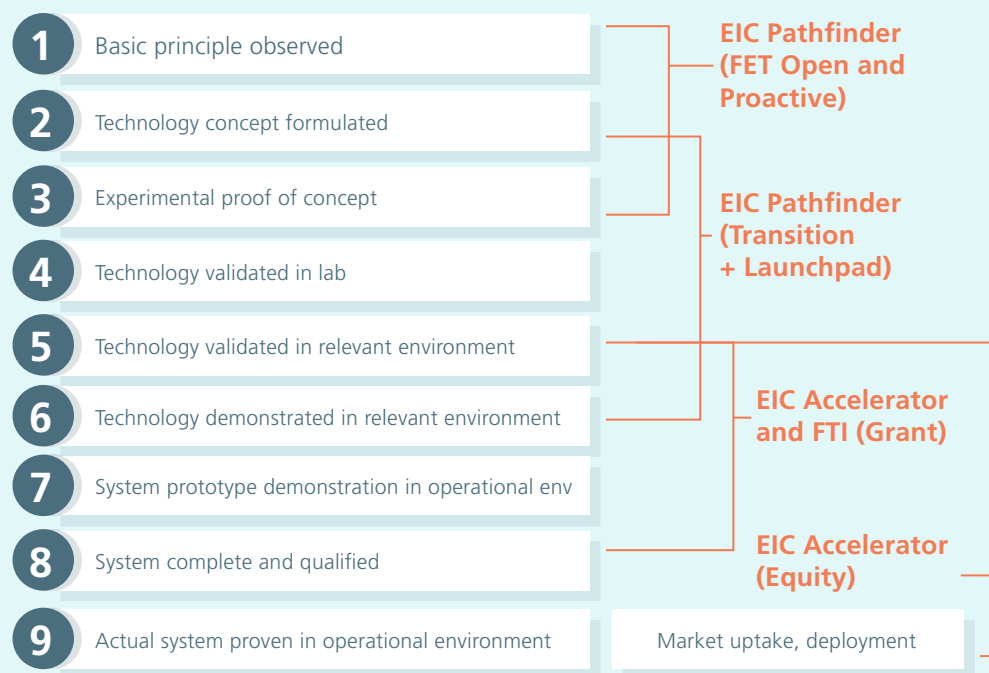 1
Basic principle observed
EIC Pathfinder
(FET Open and
Proactive)
2
Technology concept formulated
3
Experimental proof of concept
EIC Pathfinder
(Transition
+ Launchpad)
4
Technology validated in lab
5
Technology validated in relevant environment
6
Technology demonstrated in relevant environment
EIC Accelerator
and FTI (Grant)
7
System prototype demonstration in operational env
8
System complete and qualified
EIC Accelerator
(Equity)
9
Actual system proven in operational environment
Market uptake, deployment